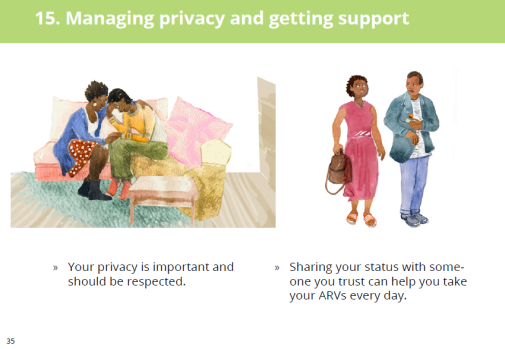 15. Managing privacy and getting support
» Your privacy is important and
should be respected.
» Sharing your status with some-
one you trust can help you take
your ARVs every day.
35